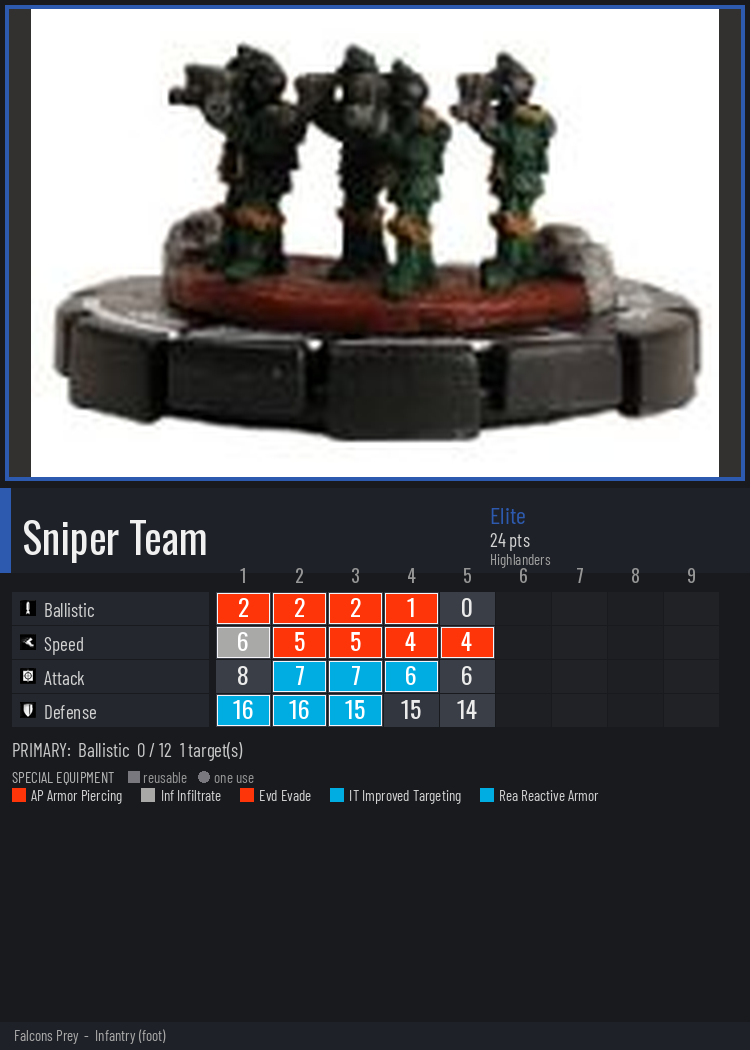 Sniper Team
Elite
24 pts
Highlanders
1 2 3 4 5 6 7 8 9
Ballistic 2 2 2 1 0
Speed 6 5 5 4 4
Attack 8 7 7 6 6
Defense 16 16 15 15 14
PRIMARY: Ballistic 0 / 12 1 target(s)
SPECIAL EQUIPMENT reusable one use
AP Armor Piercing Inf Infiltrate Evd Evade IT Improved Targeting Rea Reactive Armor
Falcons Prey - Infantry (foot)